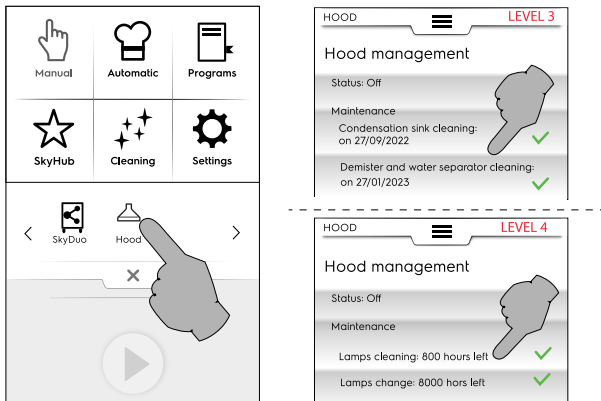 Manual
Automatic
Programs
SkyHub
Cleaning
Settings
SkyDuo
Hood
HOOD
LEVEL 3
Hood management
Status: Off
Maintenance
Condensation sink cleaning:
on 27/09/2022
Demister and water separator cleaning:
on 27/01/2023
HOOD
LEVEL 4
Hood management
Status: Off
Maintenance
Lamps cleaning: 800 hours left
Lamps change: 8000 hors left